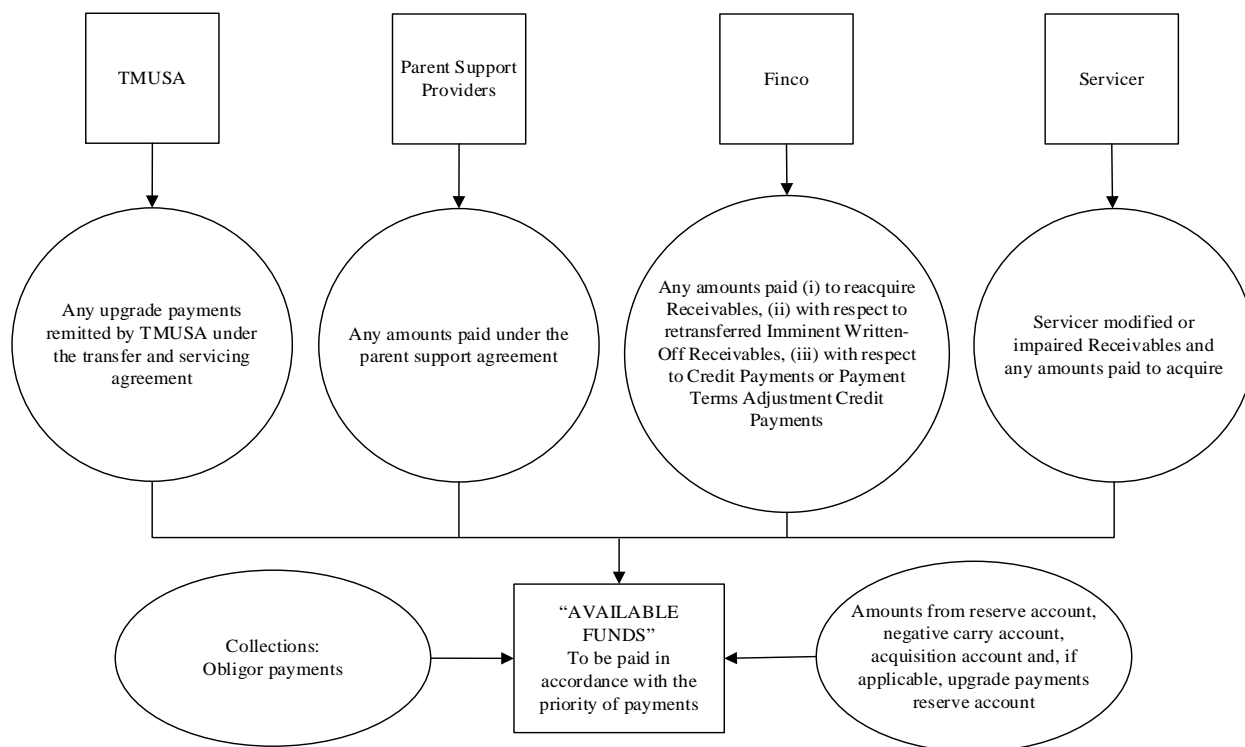 TMUSA
Parent Support
Providers
Finco
Servicer
Any upgrade payments
remitted by TMUSA under
the transfer and servicing
agreement
Any amounts paid under the
parent support agreement
Any amounts paid (i) to reacquire
Receivables, (ii) with respect to
retransferred Imminent Written-
Off Receivables, (iii) with respect
to Credit Payments or Payment
Terms Adjustment Credit
Payments
Servicer modified or
impaired Receivables and
any amounts paid to acquire
Collections:
Obligor payments
“AVAILABLE
FUNDS”
To be paid in
accordance with the
priority of payments
Amounts from reserve account,
negative carry account,
acquisition account and, if
applicable, upgrade payments
reserve account